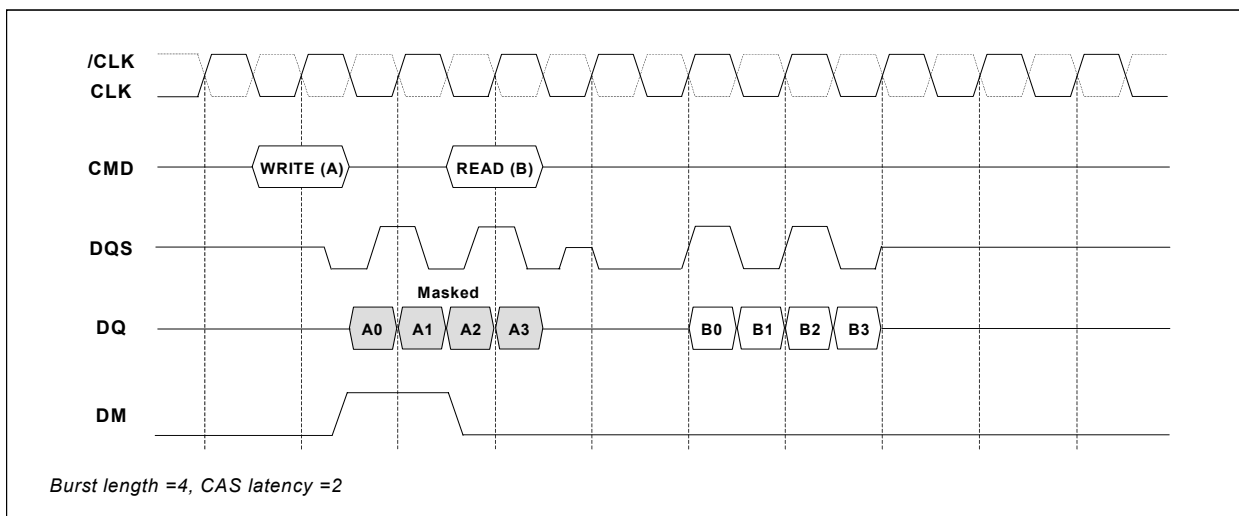 /CLK
CLK
CMD WRITE (A) READ (B)
DQS
Masked
DQ A0 A1 A2 A3 B0 B1 B2 B3
DM
Burst length =4, CAS latency =2